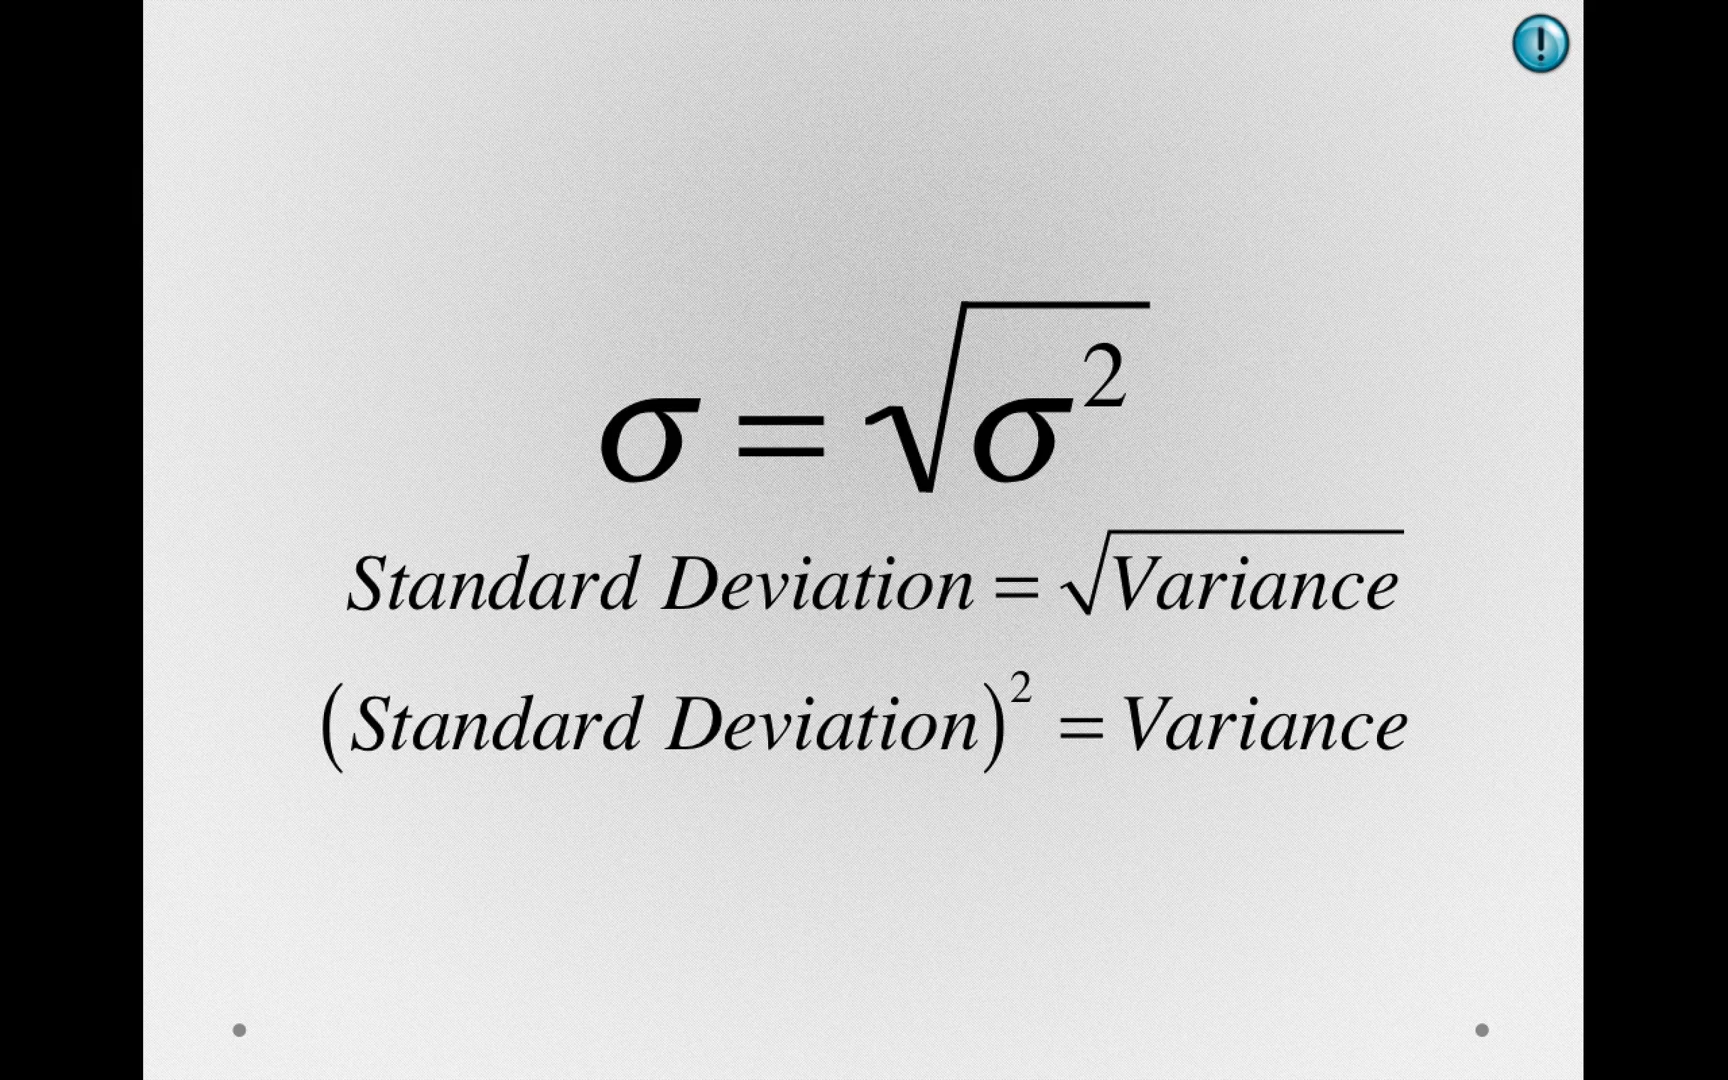 σ = √σ²
Standard Deviation = √Variance
(Standard Deviation)² = Variance